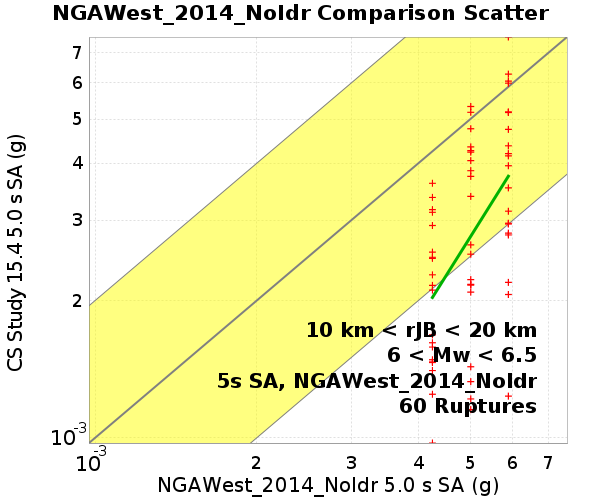 NGAWest_2014_NoIdr Comparison Scatter
CS Study 15.4 5.0 s SA (g)
7
6
5
4
3
2
10-3
10 km < rJB < 20 km
6 < Mw < 6.5
5s SA, NGAWest_2014_NoIdr
60 Ruptures
10-3 2 3 4 5 6 7
NGAWest_2014_NoIdr 5.0 s SA (g)